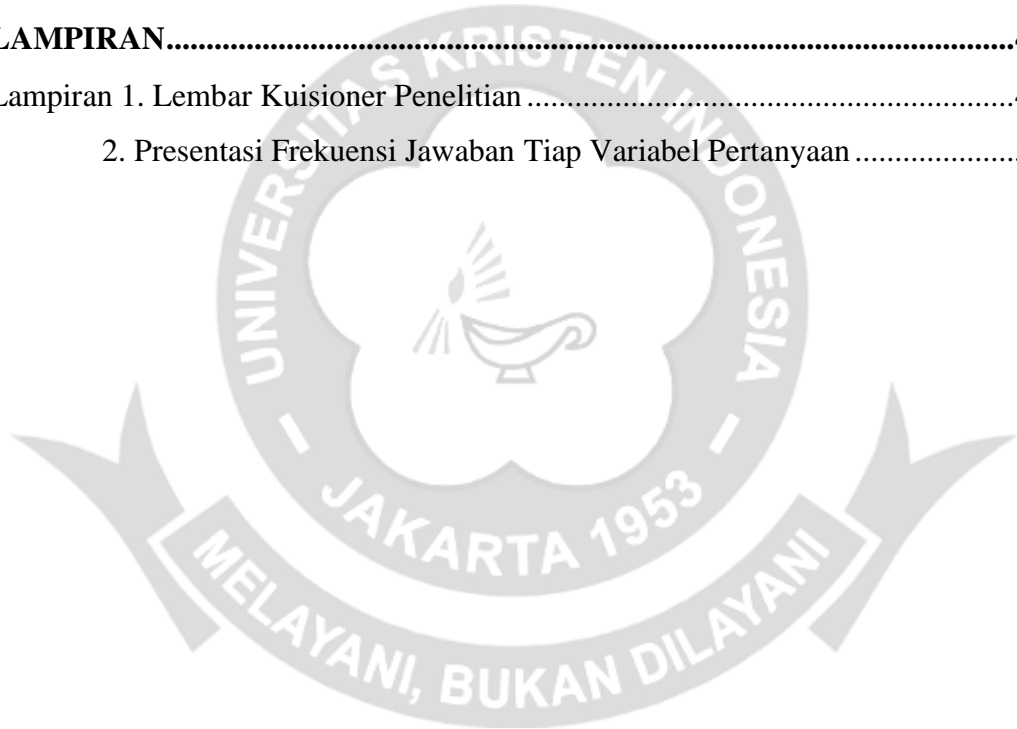 LAMPIRAN
Lampiran 1. Lembar Kuisioner Penelitian
2. Presentasi Frekuensi Jawaban Tiap Variabel Pertanyaan
UNIVERSITAS KRISTEN INDONESIA
- JAKARTA 1953 -
MELAYANI, BUKAN DILAYANI